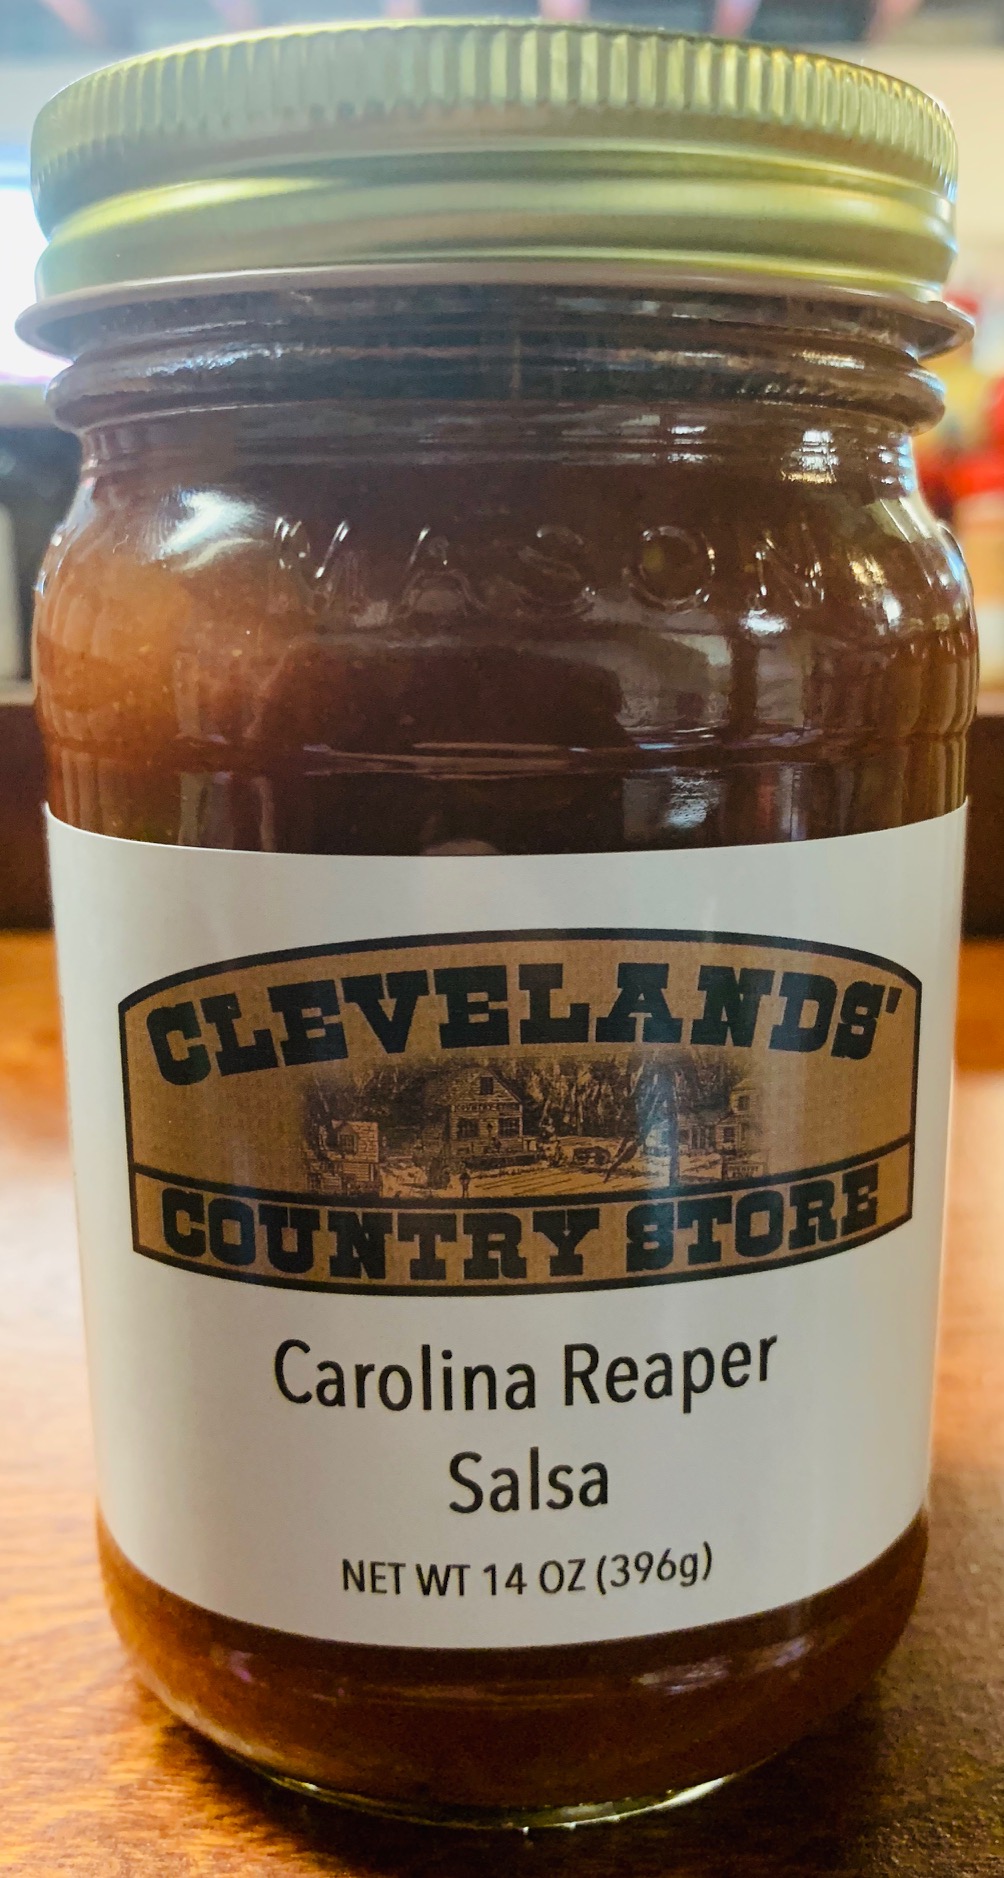 MASON
CLEVELANDS'
COUNTRY STORE
Carolina Reaper
Salsa
NET WT 14 OZ (396g)